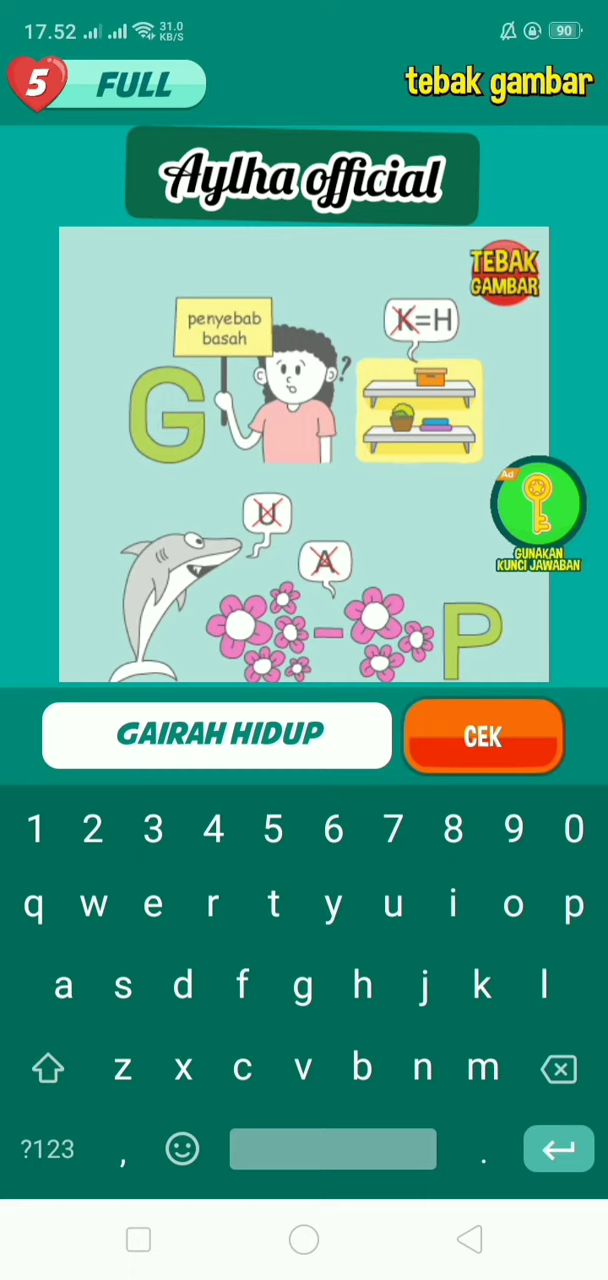 17.52 31.0 KB/S 90
5 FULL tebak gambar
Aylha official
TEBAK
GAMBAR
penyebab
basah
K=H
G
Ad
U
GUNAKAN
KUNCI JAWABAN
A
P
GAIRAH HIDUP CEK
1 2 3 4 5 6 7 8 9 0
q w e r t y u i o p
a s d f g h j k l
z x c v b n m
?123 , .